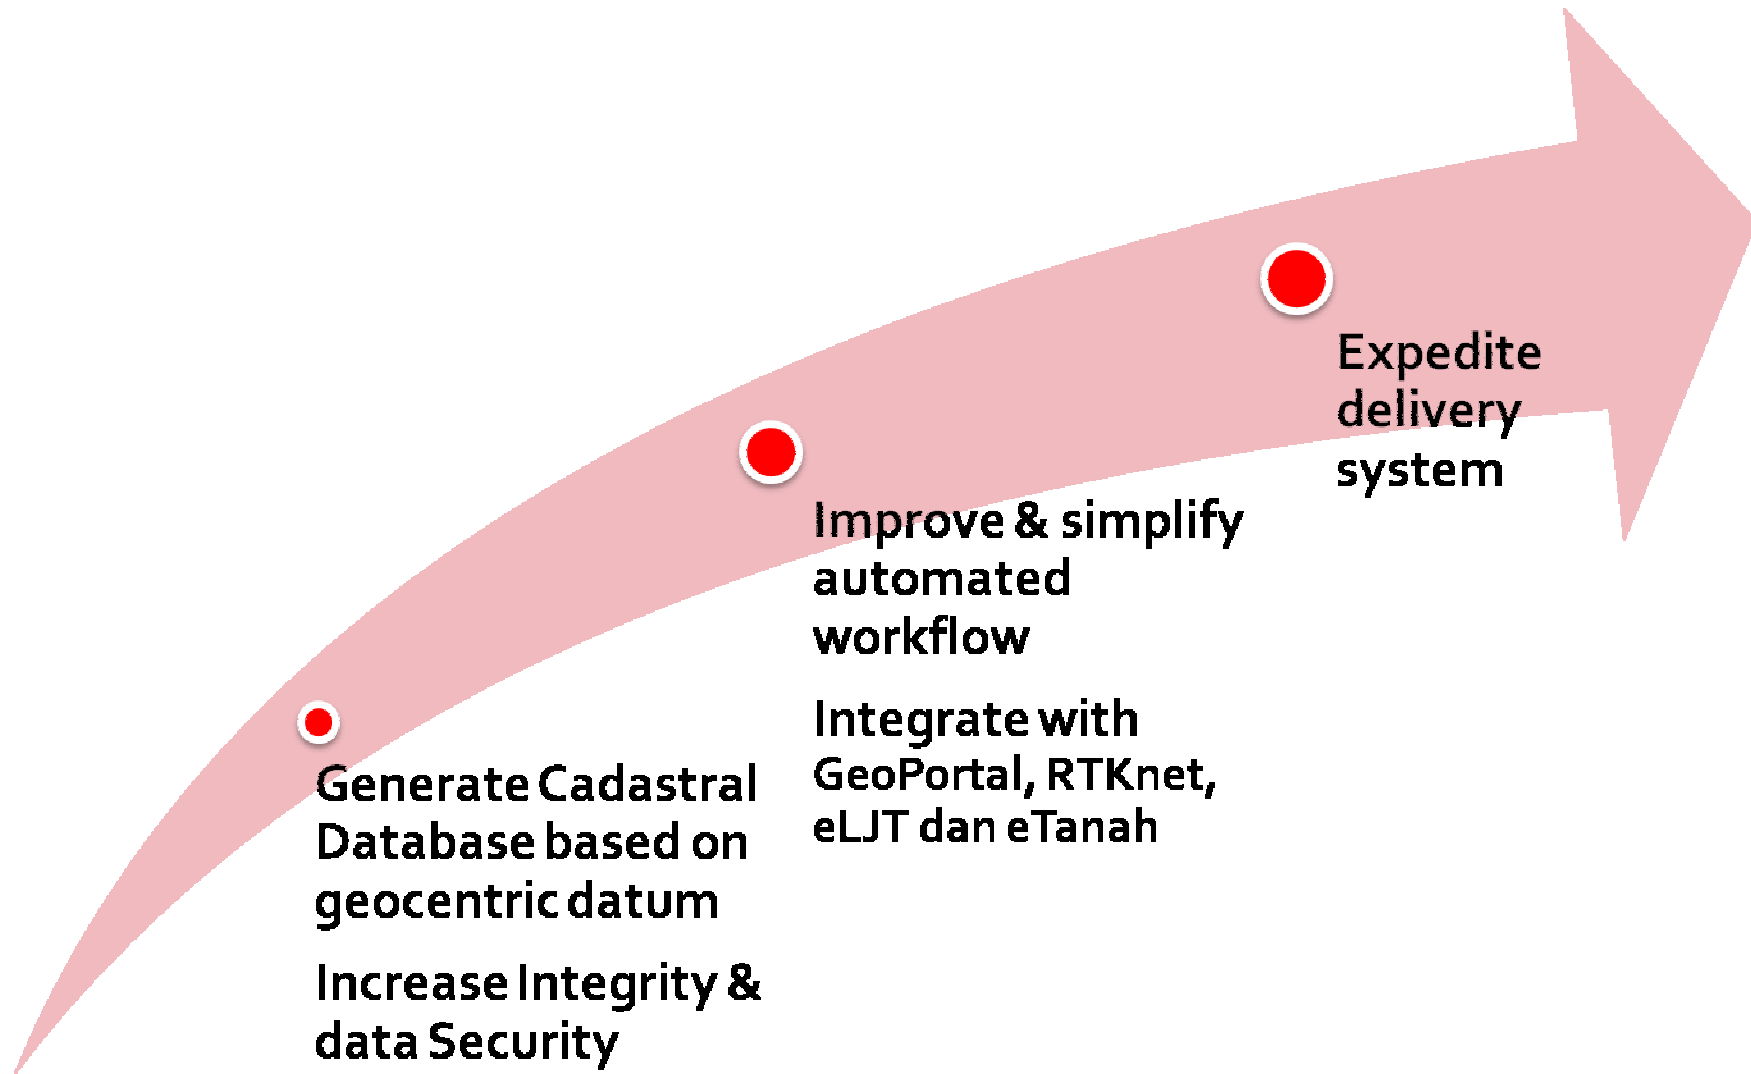 Generate Cadastral
Database based on
geocentric datum
Increase Integrity &
data Security
Improve & simplify
automated
workflow
Integrate with
GeoPortal, RTKnet,
eLJT dan eTanah
Expedite
delivery
system